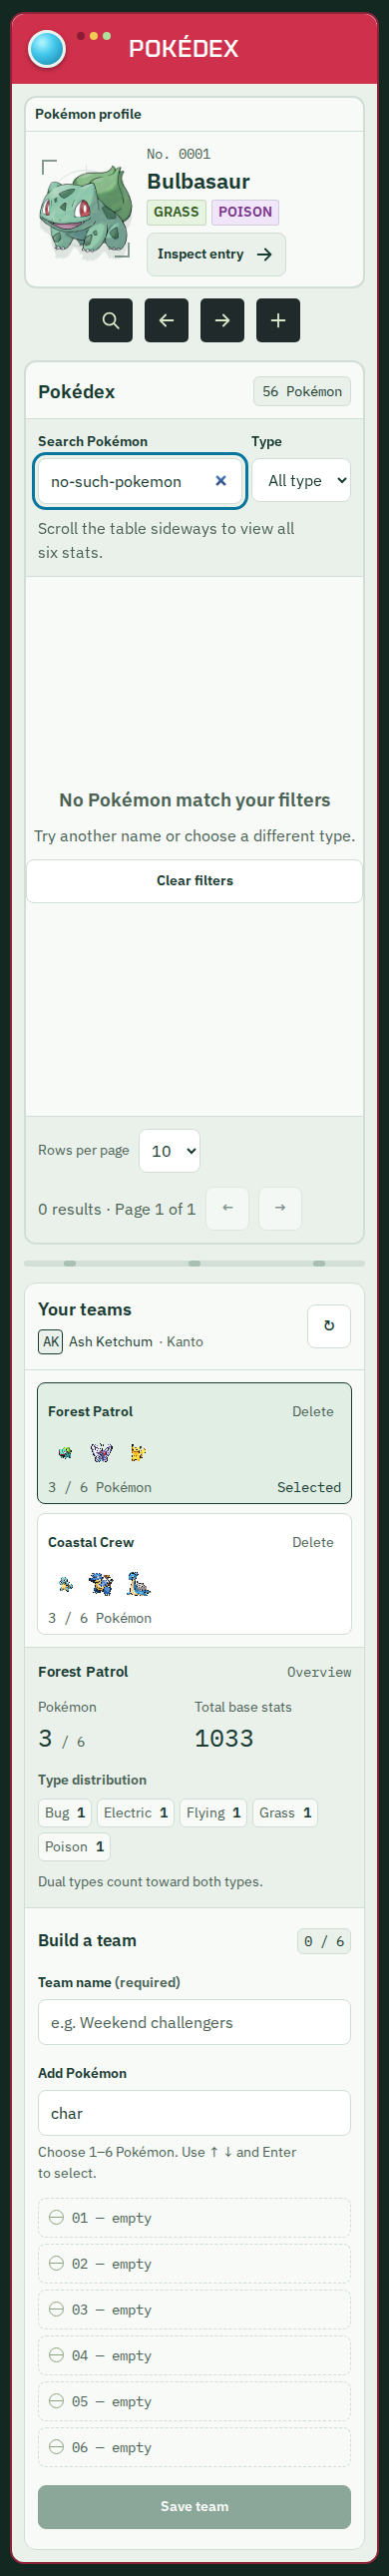 POKÉDEX
Pokémon profile
No. 0001
Bulbasaur
GRASS POISON
Inspect entry →
Pokédex 56 Pokémon
Search Pokémon Type
no-such-pokemon All type
Scroll the table sideways to view all
six stats.
No Pokémon match your filters
Try another name or choose a different type.
Clear filters
Rows per page 10
0 results · Page 1 of 1 ← →
Your teams
AK Ash Ketchum · Kanto
Forest Patrol Delete
3 / 6 Pokémon Selected
Coastal Crew Delete
3 / 6 Pokémon
Forest Patrol Overview
Pokémon Total base stats
3 / 6 1033
Type distribution
Bug 1 Electric 1 Flying 1 Grass 1
Poison 1
Dual types count toward both types.
Build a team 0 / 6
Team name (required)
e.g. Weekend challengers
Add Pokémon
char
Choose 1–6 Pokémon. Use ↑ ↓ and Enter
to select.
01 — empty
02 — empty
03 — empty
04 — empty
05 — empty
06 — empty
Save team